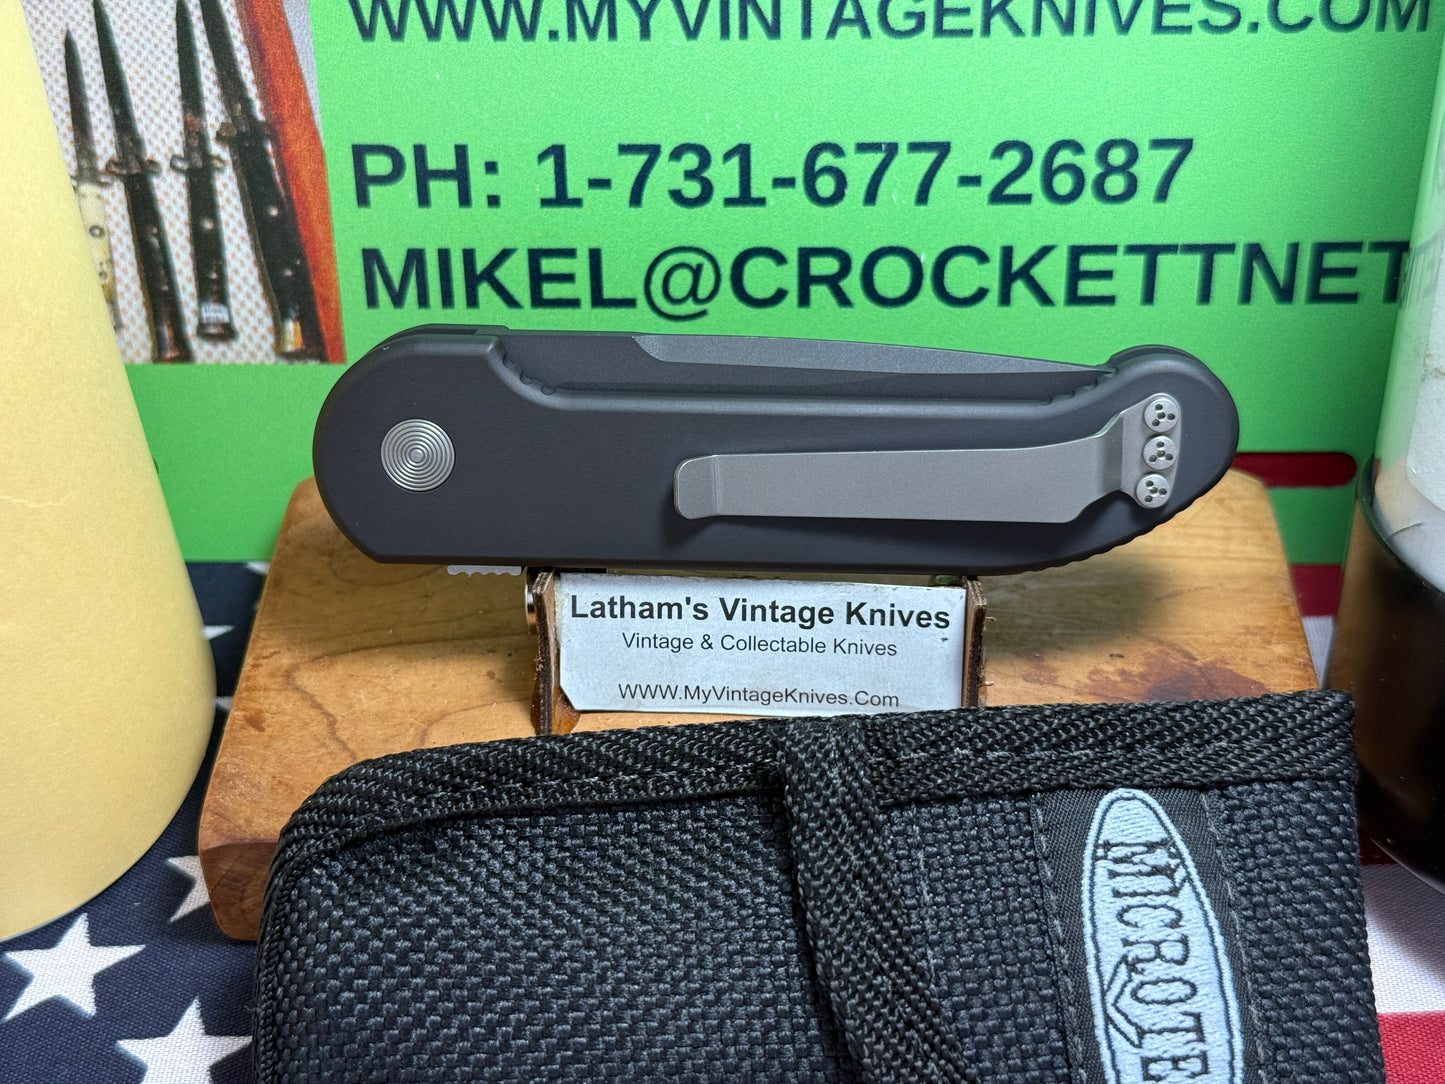 WWW.MYVINTAGEKNIVES.COM
PH: 1-731-677-2687
MIKEL@CROCKETTNET
Latham's Vintage Knives
Vintage & Collectable Knives
WWW.MyVintageKnives.Com
MICROTE